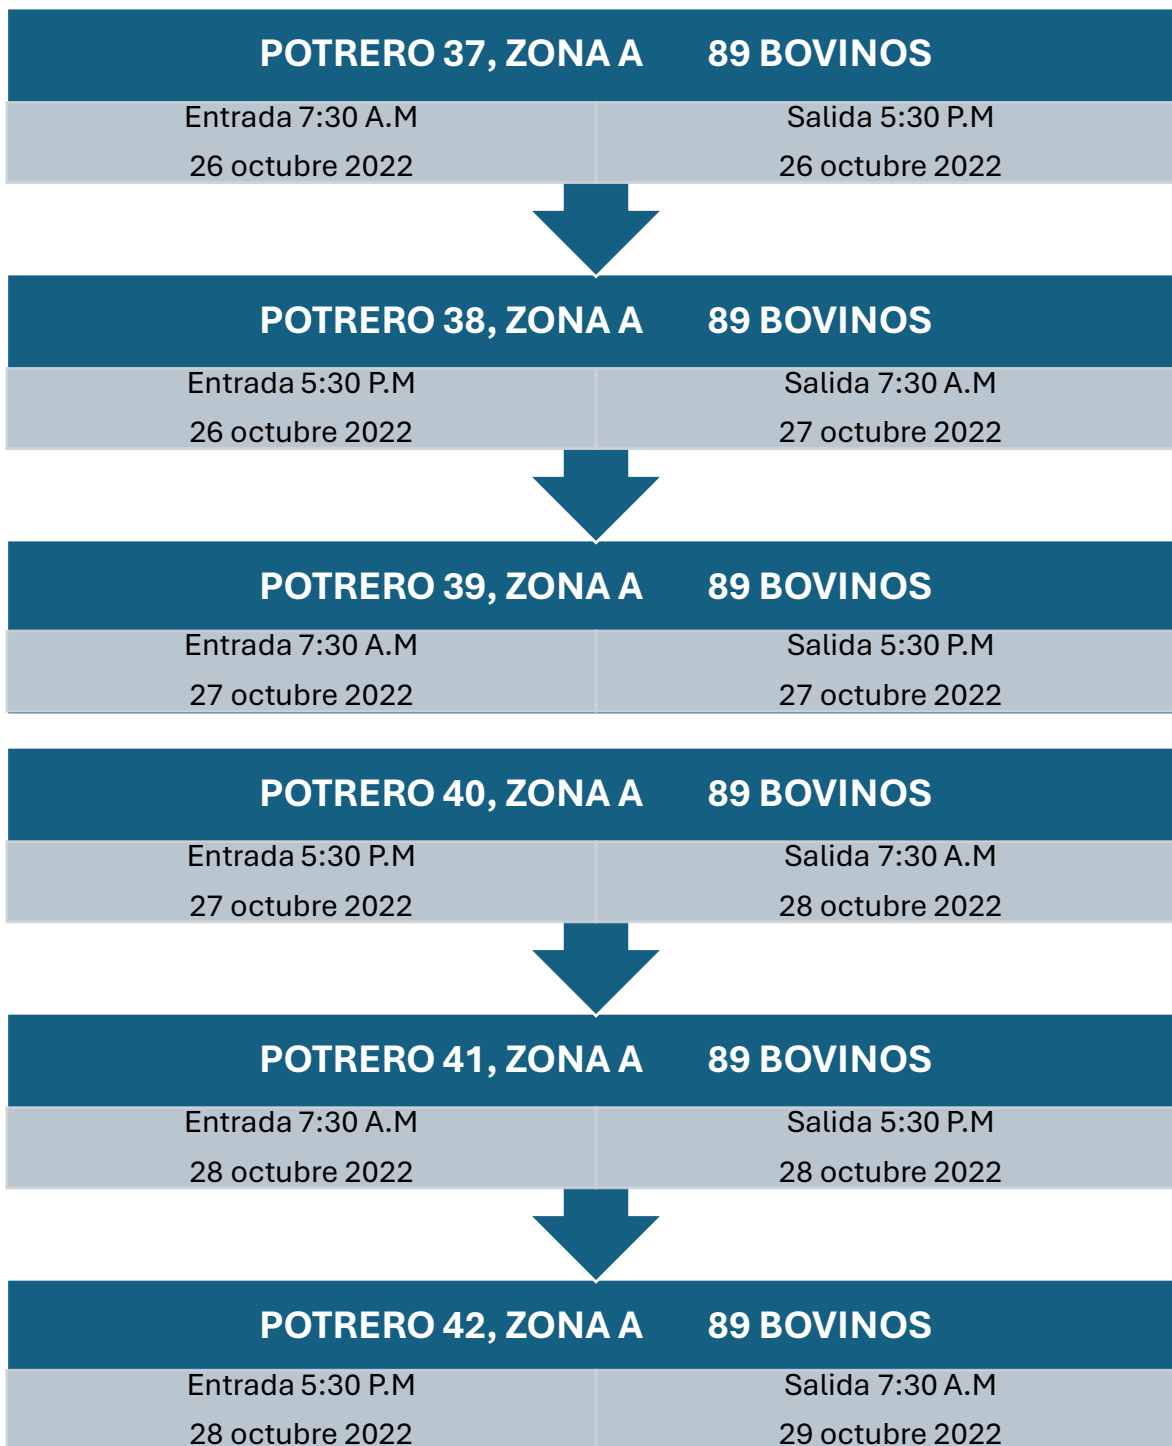 POTRERO 37, ZONA A 89 BOVINOS
Entrada 7:30 A.M Salida 5:30 P.M
26 octubre 2022 26 octubre 2022
POTRERO 38, ZONA A 89 BOVINOS
Entrada 5:30 P.M Salida 7:30 A.M
26 octubre 2022 27 octubre 2022
POTRERO 39, ZONA A 89 BOVINOS
Entrada 7:30 A.M Salida 5:30 P.M
27 octubre 2022 27 octubre 2022
POTRERO 40, ZONA A 89 BOVINOS
Entrada 5:30 P.M Salida 7:30 A.M
27 octubre 2022 28 octubre 2022
POTRERO 41, ZONA A 89 BOVINOS
Entrada 7:30 A.M Salida 5:30 P.M
28 octubre 2022 28 octubre 2022
POTRERO 42, ZONA A 89 BOVINOS
Entrada 5:30 P.M Salida 7:30 A.M
28 octubre 2022 29 octubre 2022